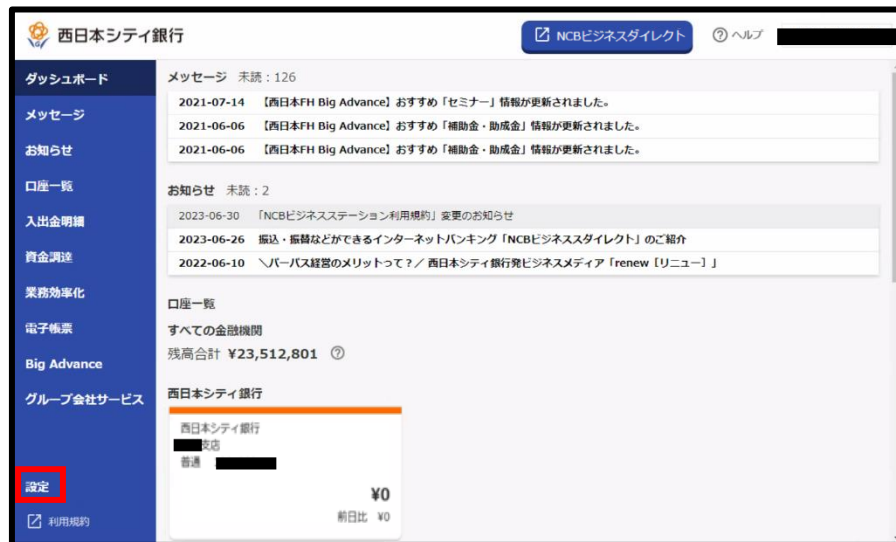 西日本シティ銀行
NCBビジネスダイレクト
ヘルプ
ダッシュボード
メッセージ
お知らせ
口座一覧
入出金明細
資金調達
業務効率化
電子帳票
Big Advance
グループ会社サービス
設定
利用規約
メッセージ 未読：126
2021-07-14 【西日本FH Big Advance】おすすめ「セミナー」情報が更新されました。
2021-06-06 【西日本FH Big Advance】おすすめ「補助金・助成金」情報が更新されました。
2021-06-06 【西日本FH Big Advance】おすすめ「補助金・助成金」情報が更新されました。
お知らせ 未読：2
2023-06-30 「NCBビジネスステーション利用規約」変更のお知らせ
2023-06-26 振込・振替などができるインターネットバンキング「NCBビジネスダイレクト」のご紹介
2022-06-10 ＼パーパス経営のメリットって？／ 西日本シティ銀行発ビジネスメディア「renew［リニュー］」
口座一覧
すべての金融機関
残高合計 ¥23,512,801
西日本シティ銀行
西日本シティ銀行
支店
普通
¥0
前日比 ¥0